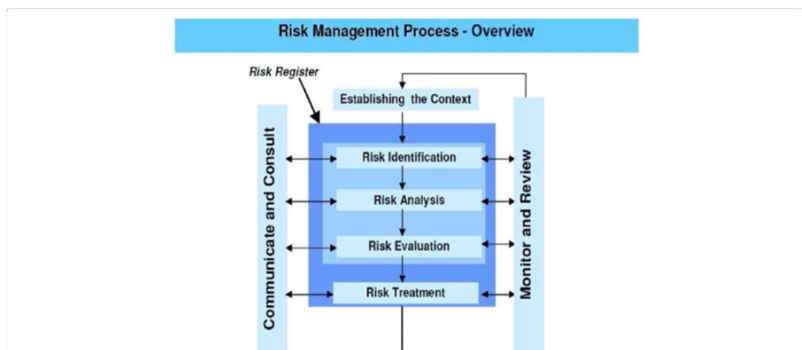 Risk Management Process - Overview
Risk Register
Establishing the Context
Communicate and Consult
Risk Identification
Risk Analysis
Risk Evaluation
Risk Treatment
Monitor and Review